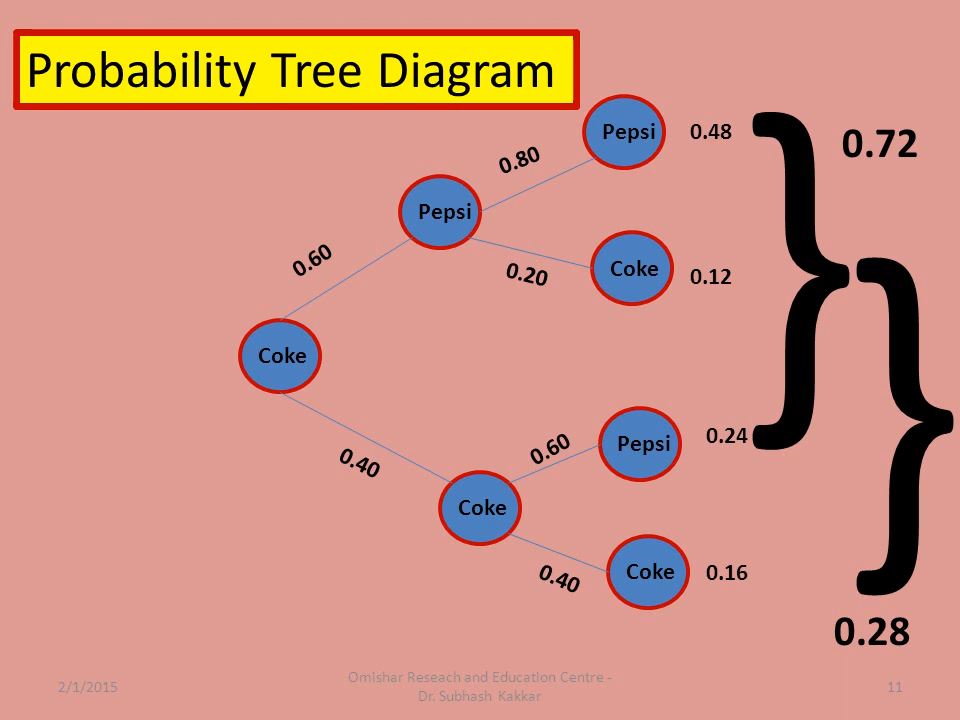 Probability Tree Diagram
Pepsi
0.48
0.72
0.80
Pepsi
0.60
0.20
Coke
0.12
}
}
Coke
0.40
0.60
Pepsi
0.24
Coke
0.40
Coke
0.16
0.28
2/1/2015
Omishar Reseach and Education Centre -
Dr. Subhash Kakkar
11